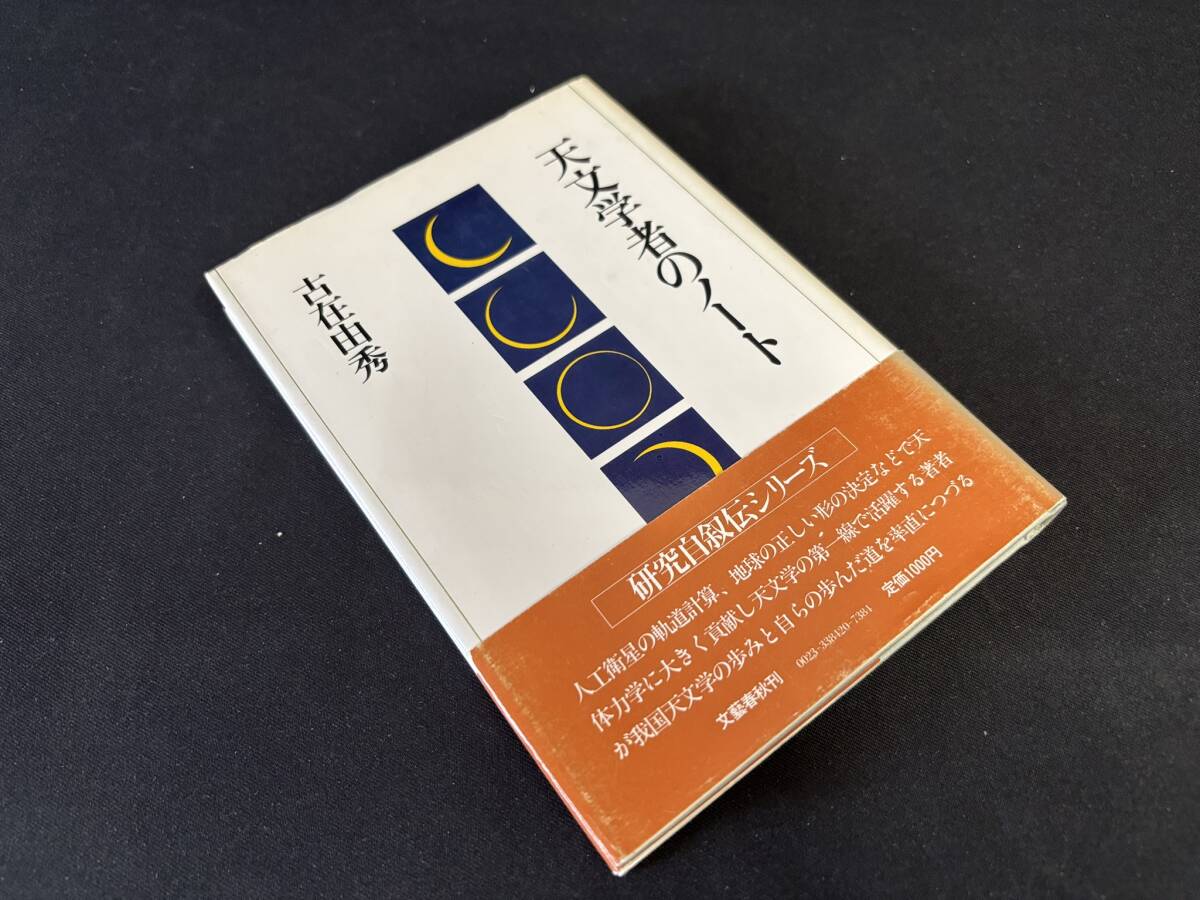 天文学者のノート
古在由秀
研究自叙伝シリーズ
人工衛星の軌道計算、地球の正しい形の決定などで天
体力学に大きく貢献し天文学の第一線で活躍する著者
が我国天文学の歩みと自らの歩んだ道を率直につづる
文藝春秋刊
0023-338420-7384
定価1000円